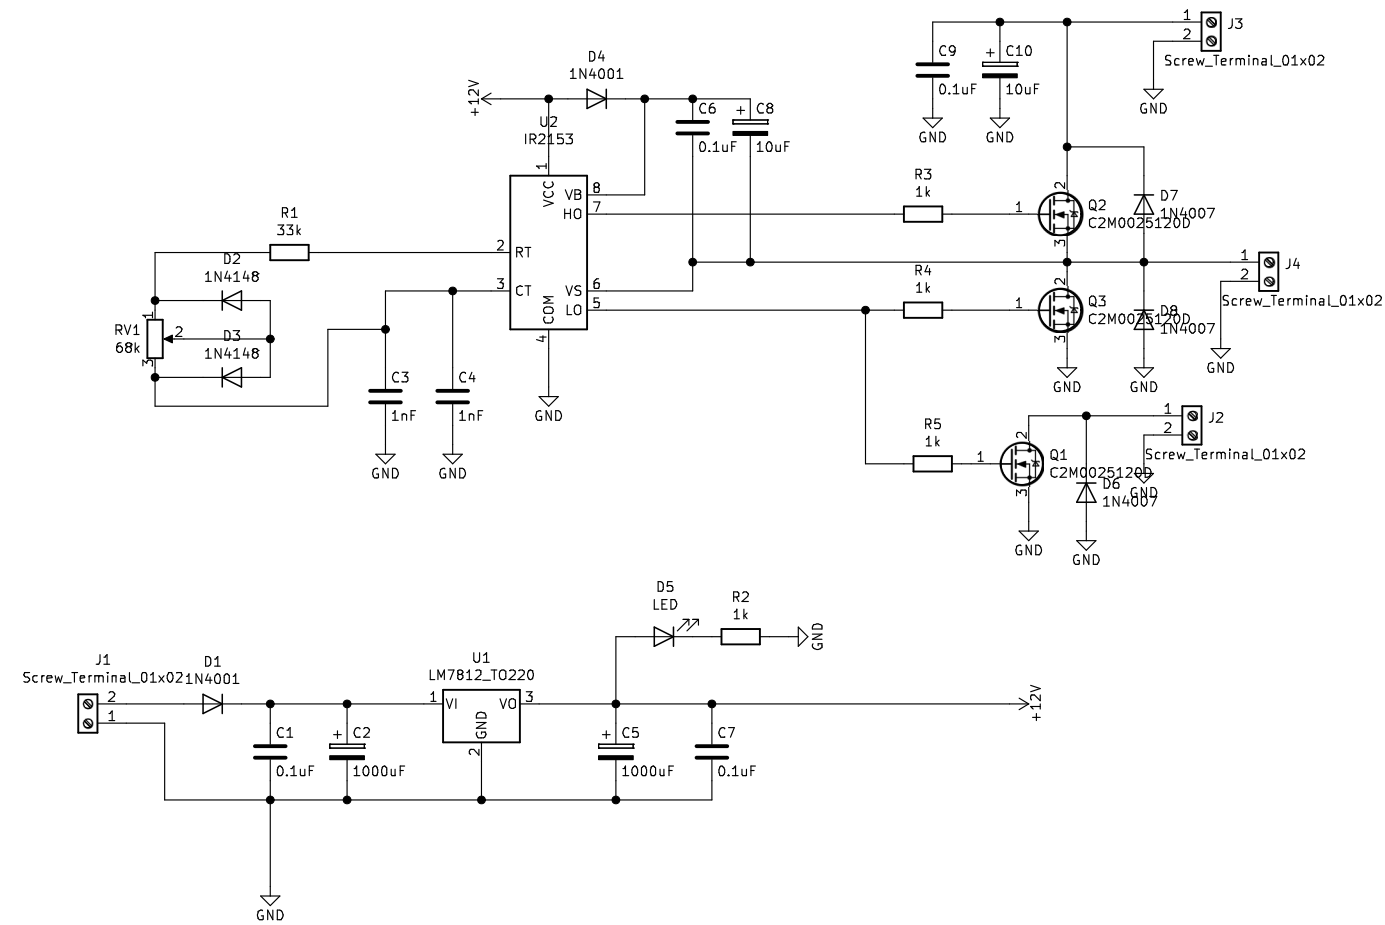 1
J3
2
Screw_Terminal_01x02
GND
C9
0.1uF
GND
+
C10
10uF
GND
D4
1N4001
+12V
U2
IR2153
C6
0.1uF
+
C8
10uF
1
VCC
VB
8
HO
7
2
RT
3
CT
VS
6
LO
5
COM
4
GND
R1
33k
D2
1N4148
RV1
68k
1
2
3
D3
1N4148
C3
1nF
GND
C4
1nF
GND
R3
1k
1
2
3
Q2
C2M0025120D
D7
1N4007
R4
1k
1
2
3
Q3
C2M0025120D
D8
1N4007
GND
GND
1
J4
2
Screw_Terminal_01x02
GND
R5
1k
1
2
3
Q1
C2M0025120D
GND
D6
1N4007
GND
1
J2
2
Screw_Terminal_01x02
GND
D5
LED
R2
1k
GND
J1
Screw_Terminal_01x02
2
1
D1
1N4001
C1
0.1uF
+
C2
1000uF
U1
LM7812_TO220
1
VI
VO
3
GND
2
+
C5
1000uF
C7
0.1uF
+12V
GND